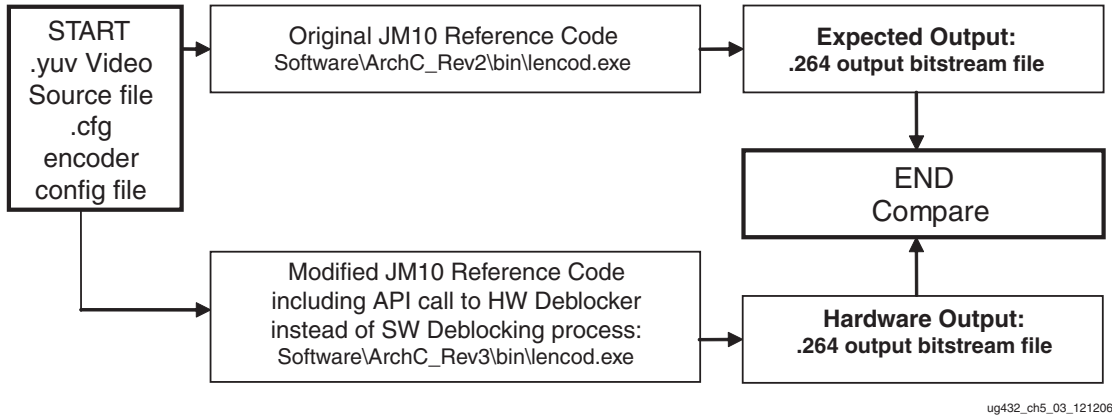 START
.yuv Video
Source file
.cfg
encoder
config file
Original JM10 Reference Code
Software\ArchC_Rev2\bin\lencod.exe
Expected Output:
.264 output bitstream file
END
Compare
Modified JM10 Reference Code
including API call to HW Deblocker
instead of SW Deblocking process:
Software\ArchC_Rev3\bin\lencod.exe
Hardware Output:
.264 output bitstream file
ug432_ch5_03_121206